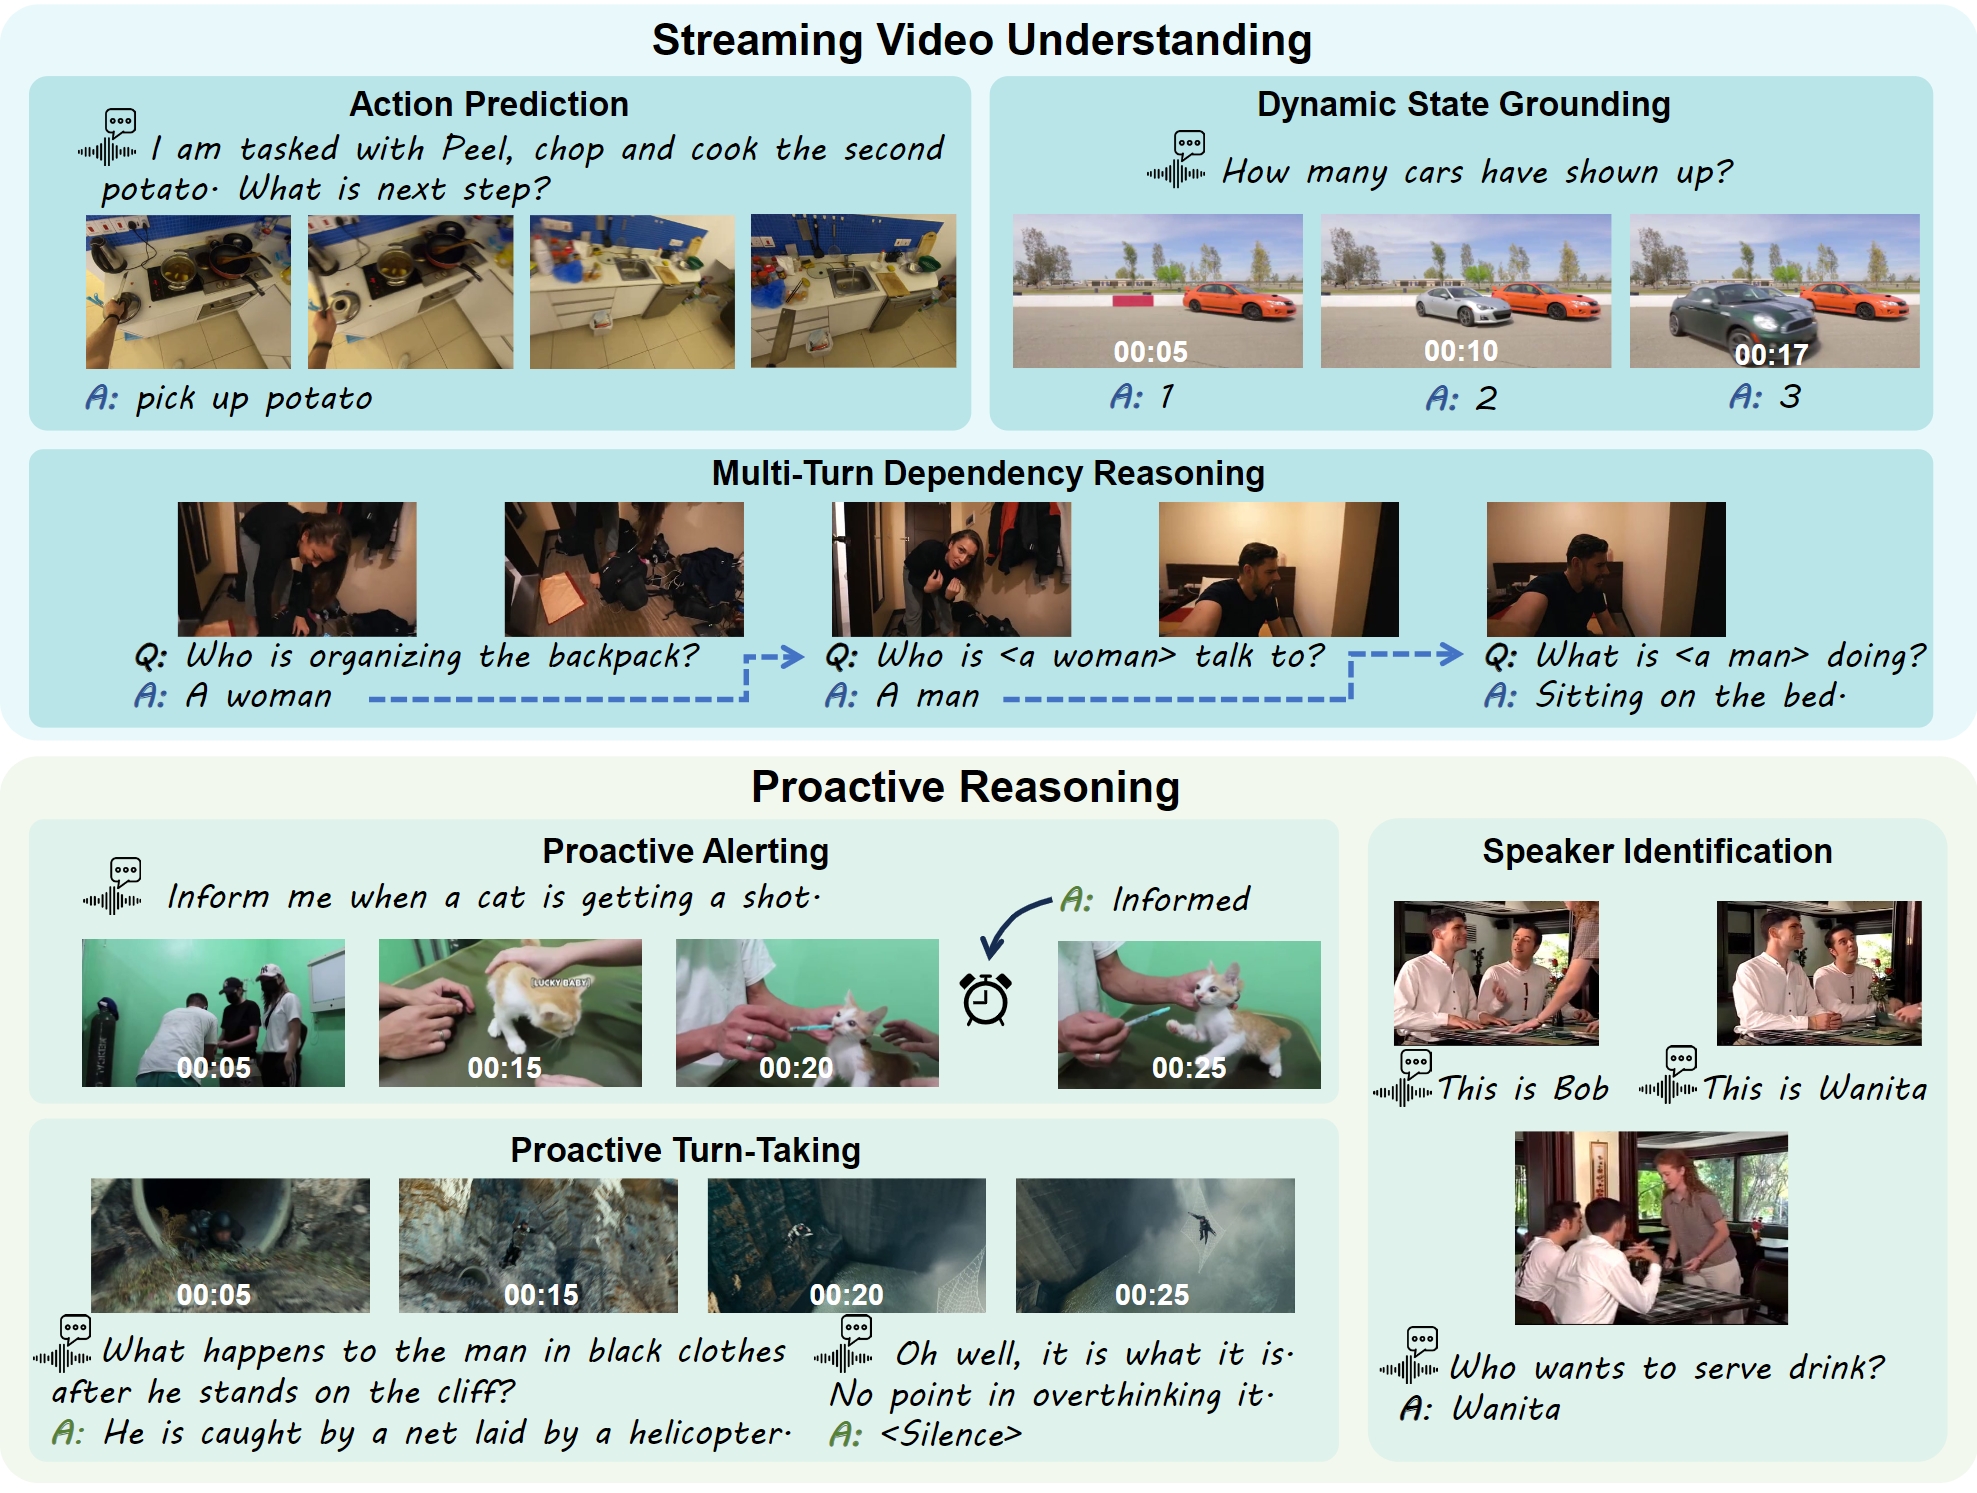 Streaming Video Understanding
Action Prediction
I am tasked with Peel, chop and cook the second
potato. What is next step?
A: pick up potato
Dynamic State Grounding
How many cars have shown up?
00:05
00:10
00:17
A: 1
A: 2
A: 3
Multi-Turn Dependency Reasoning
Q: Who is organizing the backpack?
A: A woman
Q: Who is <a woman> talk to?
A: A man
Q: What is <a man> doing?
A: Sitting on the bed.
Proactive Reasoning
Proactive Alerting
Inform me when a cat is getting a shot.
A: Informed
LUCKY BABY
00:05
00:15
00:20
00:25
Proactive Turn-Taking
00:05
00:15
00:20
00:25
What happens to the man in black clothes
after he stands on the cliff?
A: He is caught by a net laid by a helicopter.
Oh well, it is what it is.
No point in overthinking it.
A: <Silence>
Speaker Identification
This is Bob
This is Wanita
Who wants to serve drink?
A: Wanita